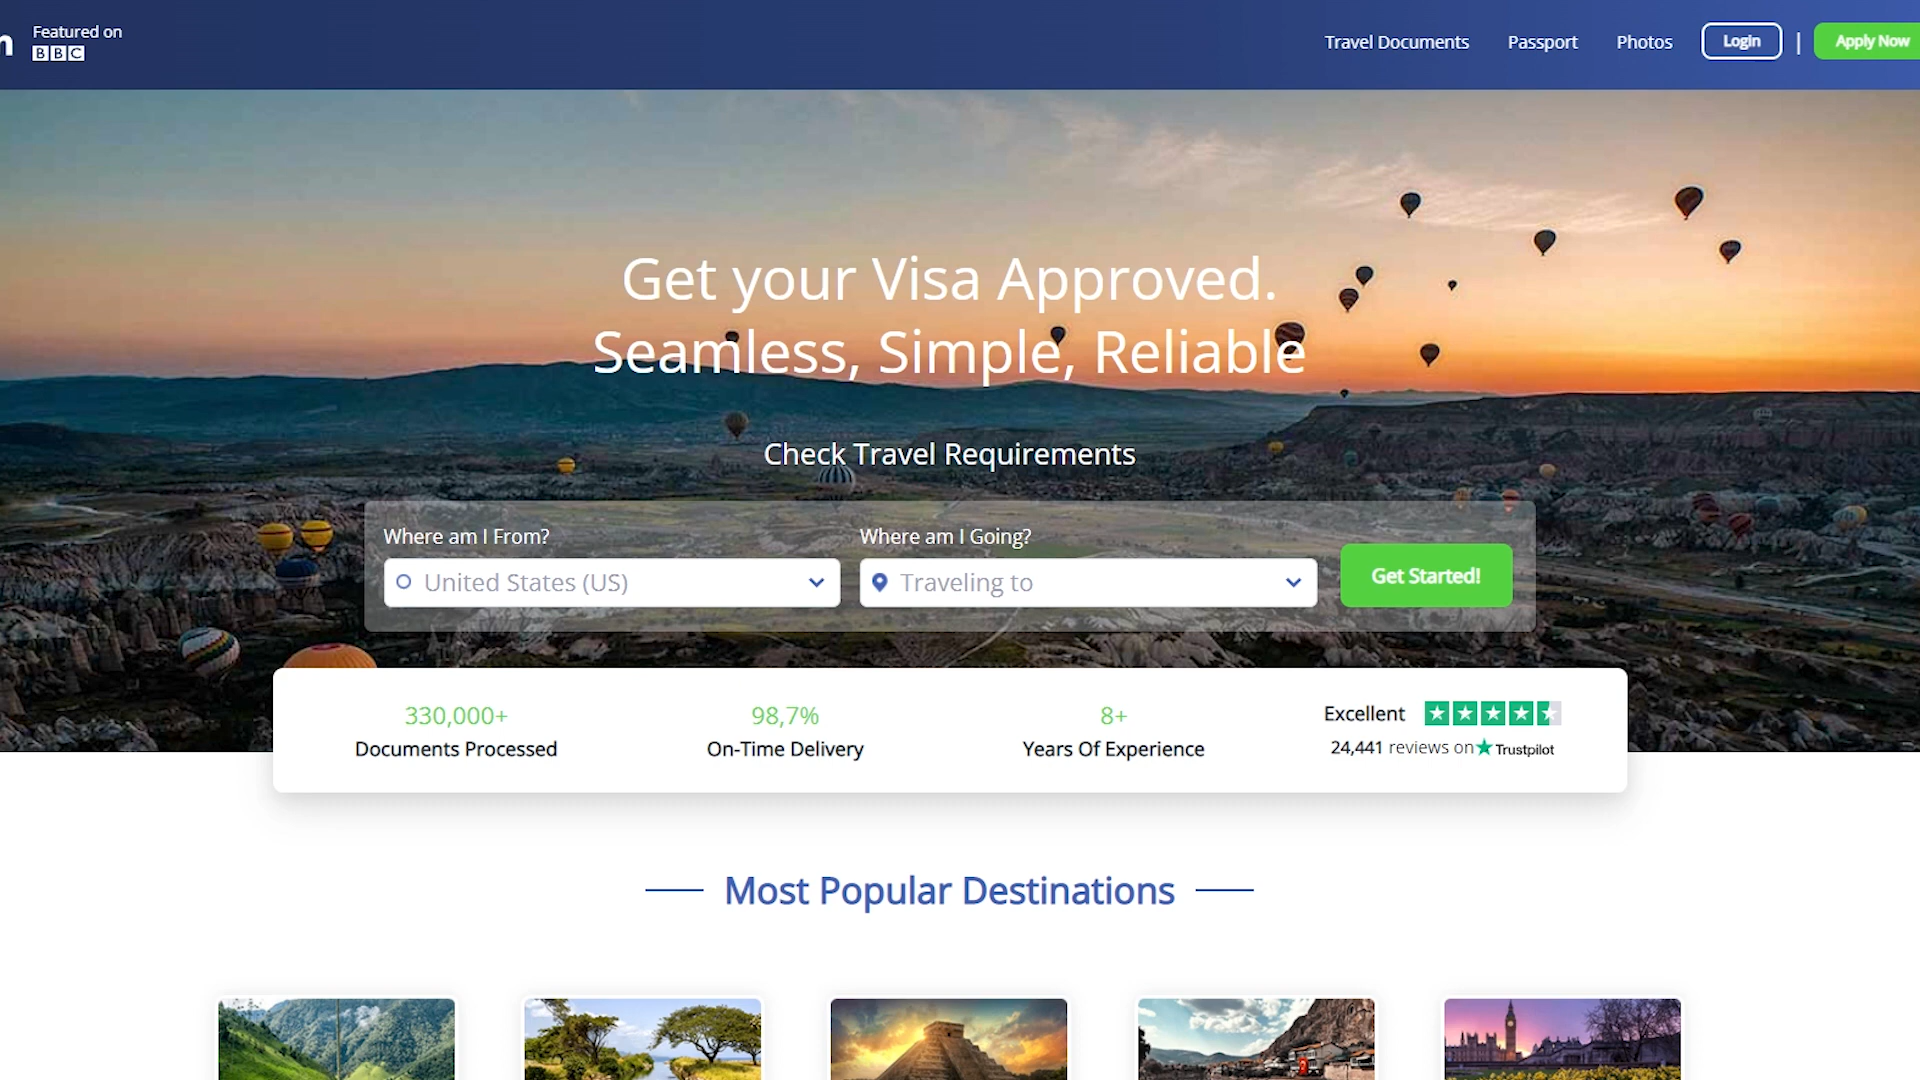 Featured on
BBC
Travel Documents
Passport
Photos
Login
|
Apply Now
Get your Visa Approved.
Seamless, Simple, Reliable
Check Travel Requirements
Where am I From?
Where am I Going?
United States (US)
Traveling to
Get Started!
330,000+
Documents Processed
98,7%
On-Time Delivery
8+
Years Of Experience
Excellent
24,441 reviews on Trustpilot
Most Popular Destinations